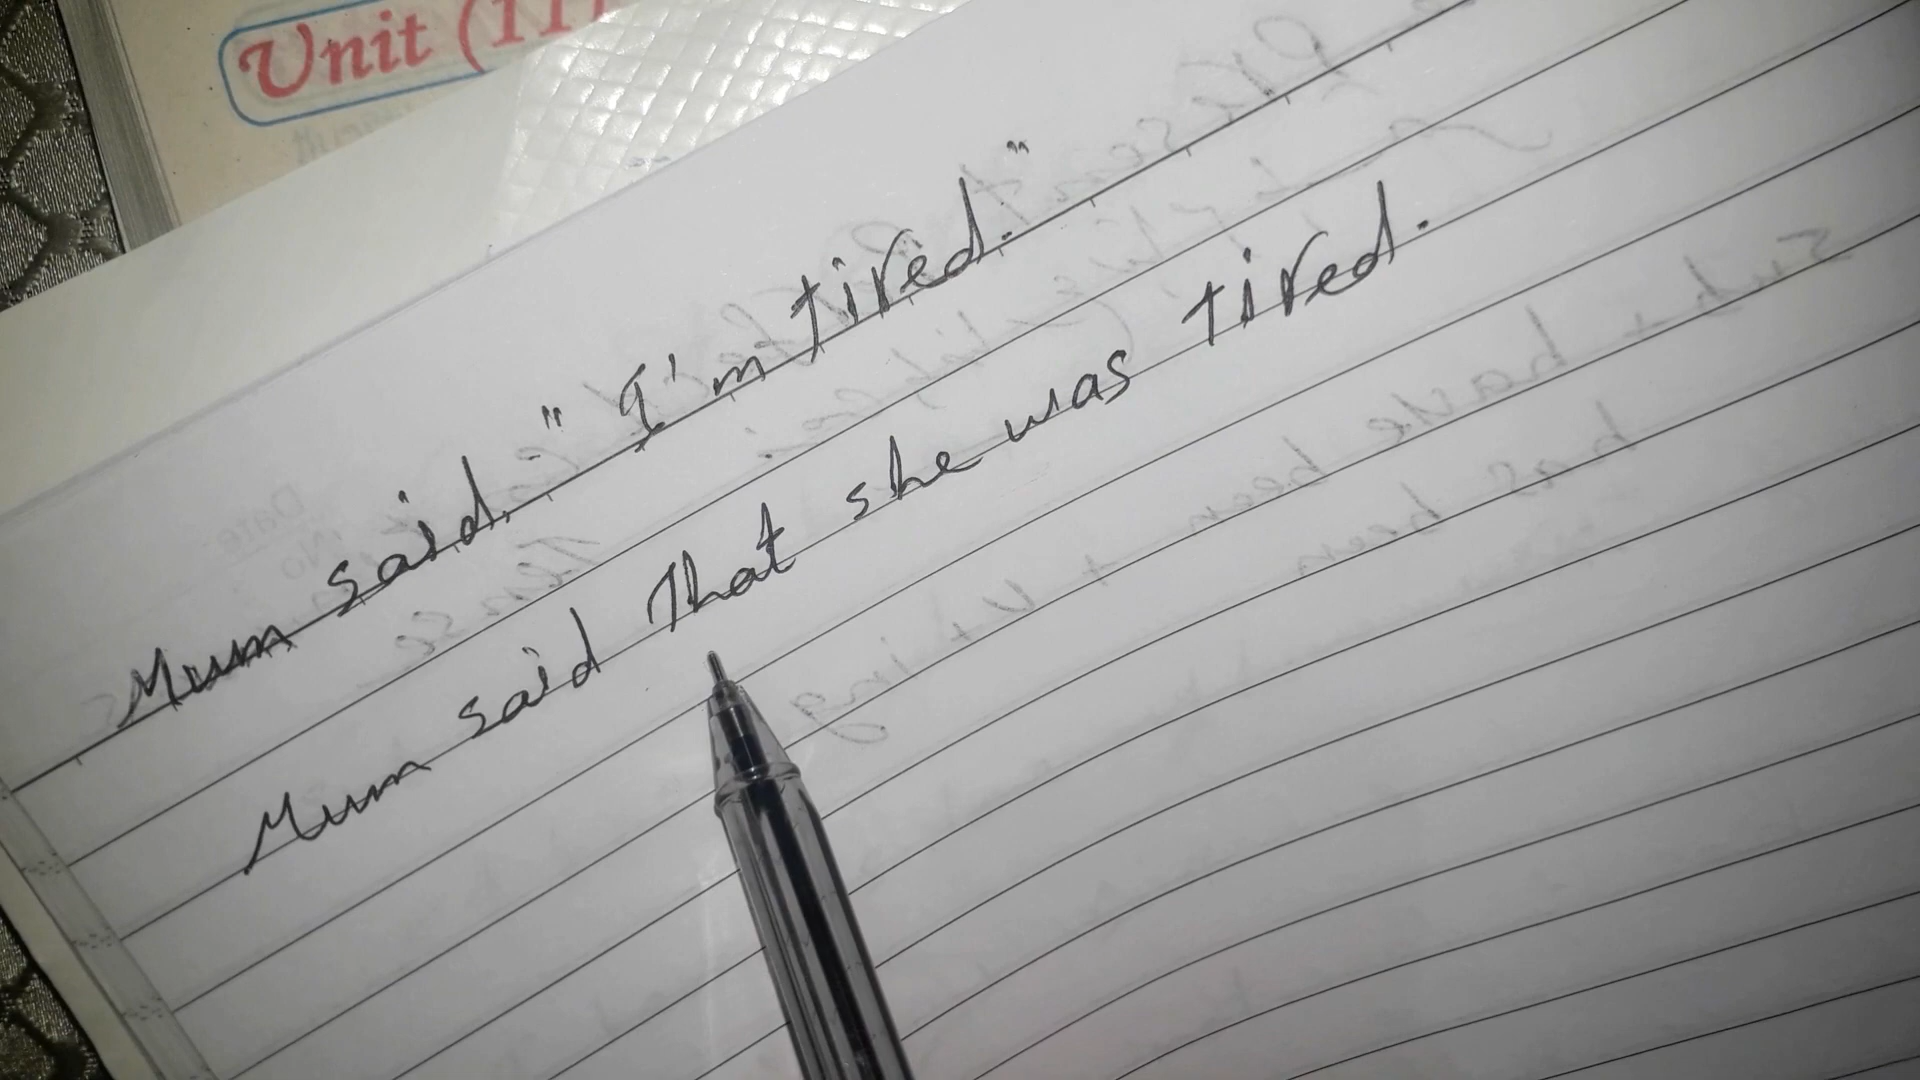 Unit (11)
Mum said, " I'm tired."
Mum said That she was tired.